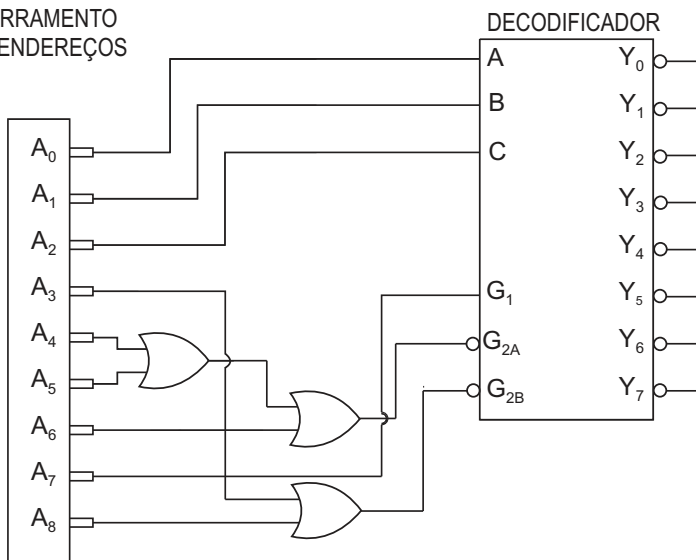 RRAMENTO
ENDEREÇOS
DECODIFICADOR
A Y₀
B Y₁
A₀ C Y₂
A₁ Y₃
A₂ Y₄
A₃ G₁ Y₅
A₄ G₂A Y₆
A₅ G₂B Y₇
A₆
A₇
A₈